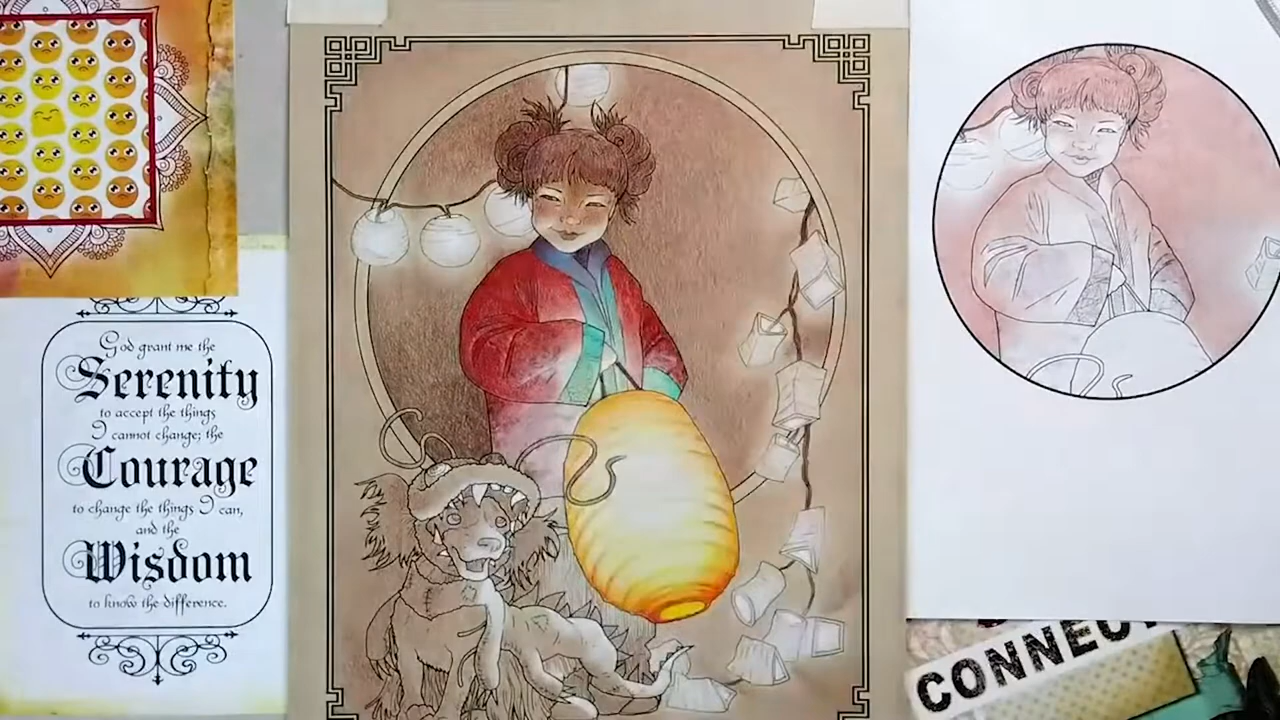 God grant me the
Serenity
to accept the things
I cannot change; the
Courage
to change the things I can,
and the
Wisdom
to know the difference.
CONNECT